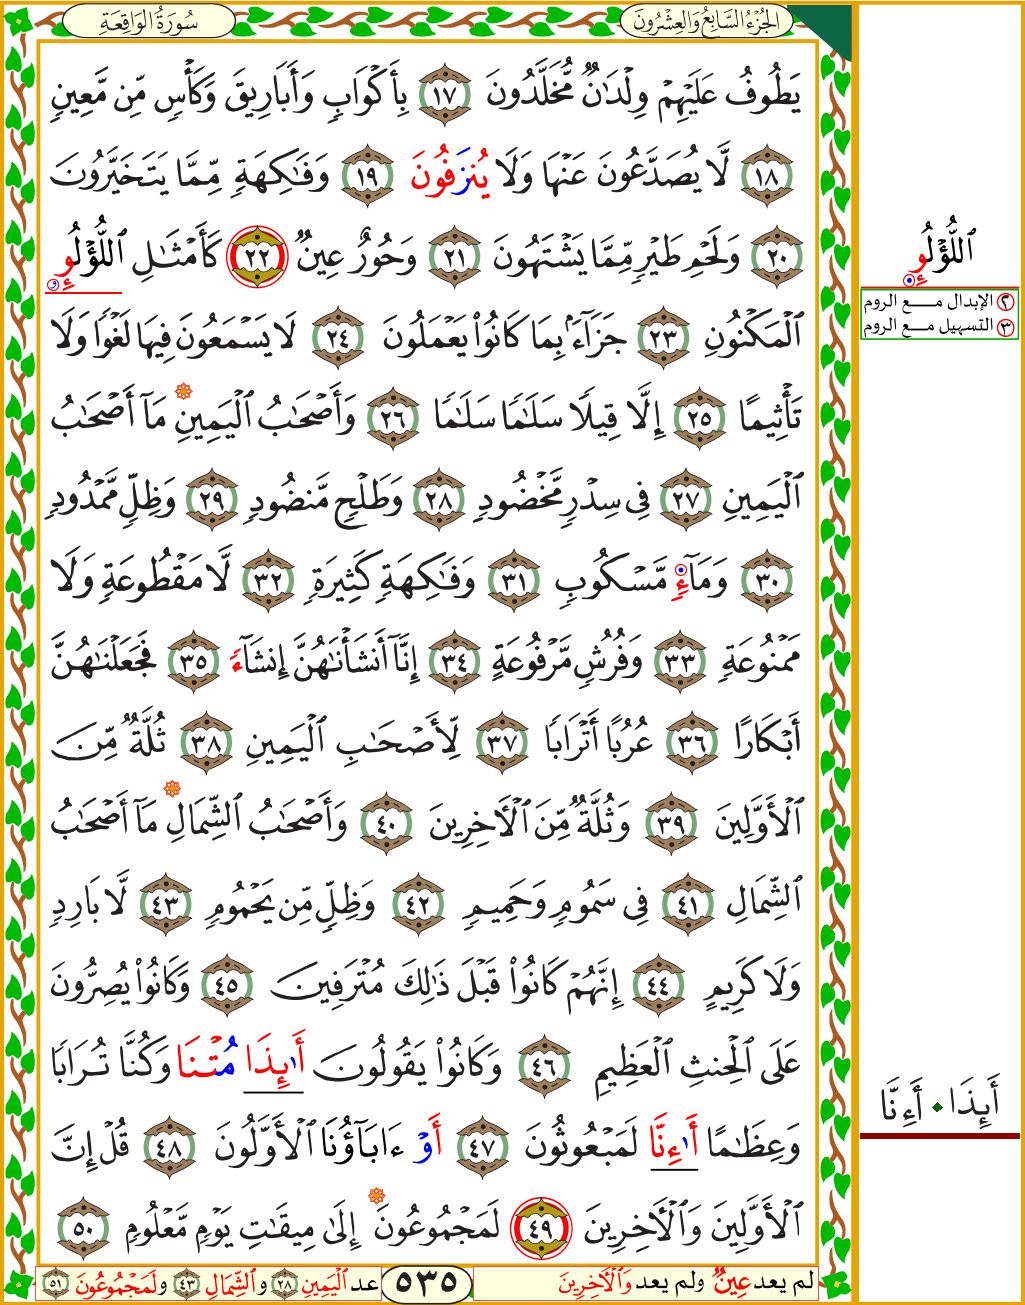 الجُزْءُ السَّابِعُ وَالعِشْرُونَ
سُورَةُ الوَاقِعَةِ
يَطُوفُ عَلَيْهِمْ وِلْدَٰنٌ مُّخَلَّدُونَ ١٧ بِأَكْوَابٍ وَأَبَارِيقَ وَكَأْسٍ مِّن مَّعِينٍ
١٨ لَّا يُصَدَّعُونَ عَنْهَا وَلَا يُنزَفُونَ ١٩ وَفَـٰكِهَةٍ مِّمَّا يَتَخَيَّرُونَ
٢٠ وَلَحْمِ طَيْرٍ مِّمَّا يَشْتَهُونَ ٢١ وَحُورٌ عِينٌ ٢٢ كَأَمْثَـٰلِ ٱللُّؤْلُوِٕ
ٱلْمَكْنُونِ ٢٣ جَزَآءًۢ بِمَا كَانُوا۟ يَعْمَلُونَ ٢٤ لَا يَسْمَعُونَ فِيهَا لَغْوًا وَلَا
تَأْثِيمًا ٢٥ إِلَّا قِيلًا سَلَـٰمًا سَلَـٰمًا ٢٦ وَأَصْحَـٰبُ ٱلْيَمِينِ مَآ أَصْحَـٰبُ
ٱلْيَمِينِ ٢٧ فِى سِدْرٍ مَّخْضُودٍ ٢٨ وَطَلْحٍ مَّنضُودٍ ٢٩ وَظِلٍّ مَّمْدُودٍ
٣٠ وَمَآءٍ مَّسْكُوبٍ ٣١ وَفَـٰكِهَةٍ كَثِيرَةٍ ٣٢ لَّا مَقْطُوعَةٍ وَلَا
مَمْنُوعَةٍ ٣٣ وَفُرُشٍ مَّرْفُوعَةٍ ٣٤ إِنَّآ أَنشَأْنَـٰهُنَّ إِنشَآءً ٣٥ فَجَعَلْنَـٰهُنَّ
أَبْكَارًا ٣٦ عُرُبًا أَتْرَابًا ٣٧ لِّأَصْحَـٰبِ ٱلْيَمِينِ ٣٨ ثُلَّةٌ مِّنَ
ٱلْأَوَّلِينَ ٣٩ وَثُلَّةٌ مِّنَ ٱلْأَخِرِينَ ٤٠ وَأَصْحَـٰبُ ٱلشِّمَالِ مَآ أَصْحَـٰبُ
ٱلشِّمَالِ ٤١ فِى سَمُومٍ وَحَمِيمٍ ٤٢ وَظِلٍّ مِّن يَحْمُومٍ ٤٣ لَّا بَارِدٍ
وَلَا كَرِيمٍ ٤٤ إِنَّهُمْ كَانُوا۟ قَبْلَ ذَٰلِكَ مُتْرَفِينَ ٤٥ وَكَانُوا۟ يُصِرُّونَ
عَلَى ٱلْحِنثِ ٱلْعَظِيمِ ٤٦ وَكَانُوا۟ يَقُولُونَ أَىِٕذَا مُتْنَا وَكُنَّا تُرَابًا
وَعِظَـٰمًا أَءِنَّا لَمَبْعُوثُونَ ٤٧ أَوْ ءَابَآؤُنَا ٱلْأَوَّلُونَ ٤٨ قُلْ إِنَّ
ٱلْأَوَّلِينَ وَٱلْأَخِرِينَ ٤٩ لَمَجْمُوعُونَ إِلَىٰ مِيقَـٰتِ يَوْمٍ مَّعْلُومٍ ٥٠
لم يعد عِينٌ ولم يعد وَٱلْأَخِرِينَ
٥٣٥
عد ٱلْيَمِينِ ٢٨ و ٱلشِّمَالِ ٤٣ و لَمَجْمُوعُونَ ٥١
ٱللُّؤْلُوِٕ
٢ الإبدال مع الروم
٣ التسهيل مع الروم
أَىِٕذَا ٠ أَءِنَّا